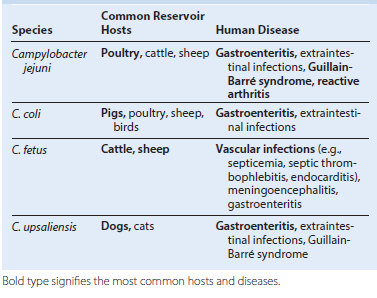 Common Reservoir
Species Hosts Human Disease
Campylobacter Poultry, cattle, sheep Gastroenteritis, extraintes-
jejuni tinal infections, Guillain-
Barré syndrome, reactive
arthritis
C. coli Pigs, poultry, sheep, Gastroenteritis, extraintesti-
birds nal infections
C. fetus Cattle, sheep Vascular infections (e.g.,
septicemia, septic throm-
bophlebitis, endocarditis),
meningoencephalitis,
gastroenteritis
C. upsaliensis Dogs, cats Gastroenteritis, extraintes-
tinal infections, Guillain-
Barré syndrome
Bold type signifies the most common hosts and diseases.